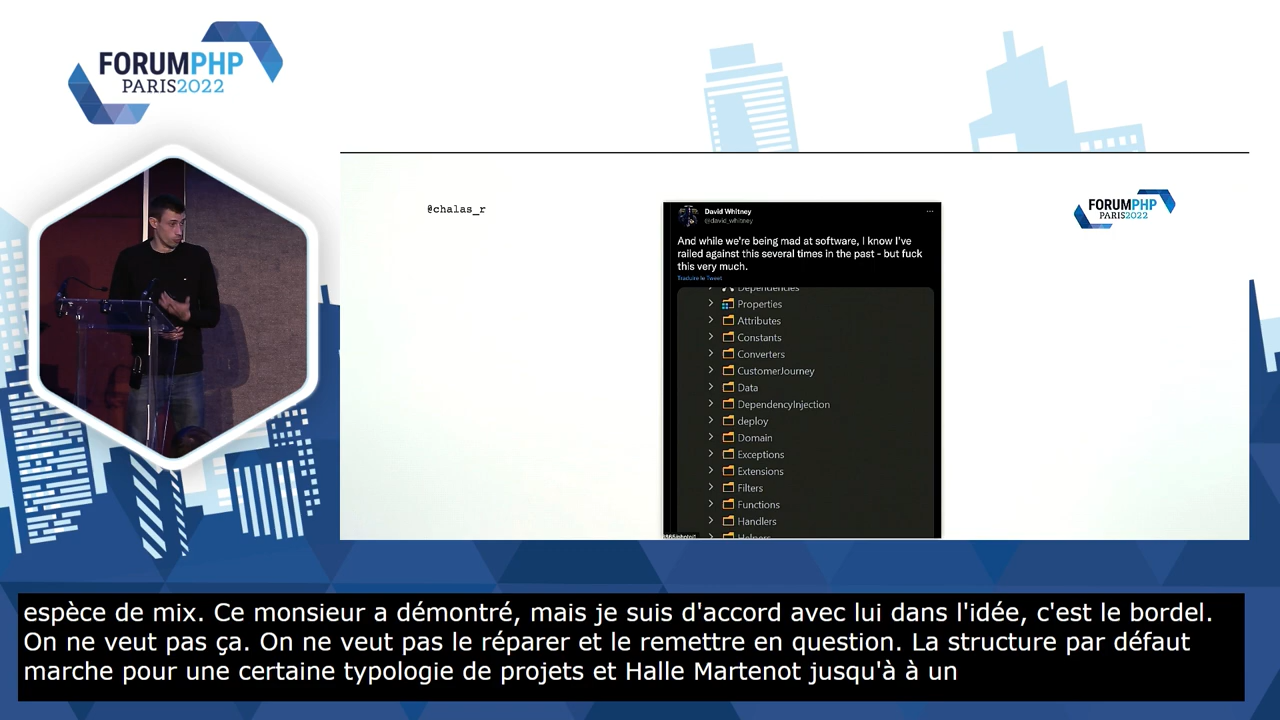 FORUMPHP
PARIS2022
@chalas_r
FORUMPHP
PARIS2022
David Whitney
@david_whitney
And while we're being mad at software, I know I've
railed against this several times in the past - but fuck
this very much.
Traduire le Tweet
Dependencies
Properties
Attributes
Constants
Converters
CustomerJourney
Data
DependencyInjection
deploy
Domain
Exceptions
Extensions
Filters
Functions
Handlers
Helpers
espèce de mix. Ce monsieur a démontré, mais je suis d'accord avec lui dans l'idée, c'est le bordel.
On ne veut pas ça. On ne veut pas le réparer et le remettre en question. La structure par défaut
marche pour une certaine typologie de projets et Halle Martenot jusqu'à à un